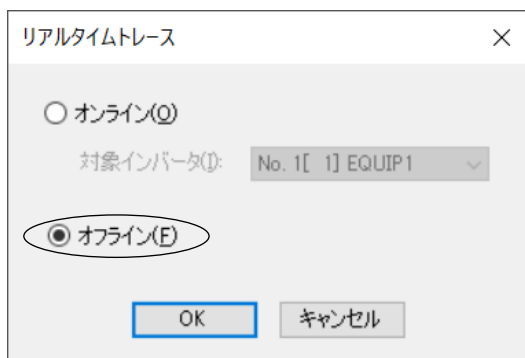 リアルタイムトレース
オンライン(O)
対象インバータ(I): No. 1[  1] EQUIP1
オフライン(F)
OK キャンセル